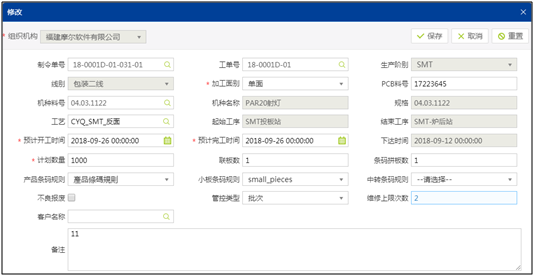 修改
* 组织机构 福建摩尔软件有限公司 保存 取消 重置
制令单号 18-0001D-01-031-01 工单号 18-0001D-01 生产阶别 SMT
线别 包装二线 * 加工面别 单面 PCB料号 17223645
机种料号 04.03.1122 机种名称 PAR20射灯 规格 04.03.1122
工艺 CYQ_SMT_反面 起始工序 SMT投板站 结束工序 SMT-炉后站
* 预计开工时间 2018-09-26 00:00:00 * 预计完工时间 2018-09-26 00:00:00 下达时间 2018-09-12 00:00:00
* 计划数量 1000 联板数 1 条码拼板数 1
产品条码规则 產品條碼規則 小板条码规则 small_pieces 中转条码规则 --请选择--
不良报废 管控类型 批次 维修上限次数 2
客户名称
备注 11